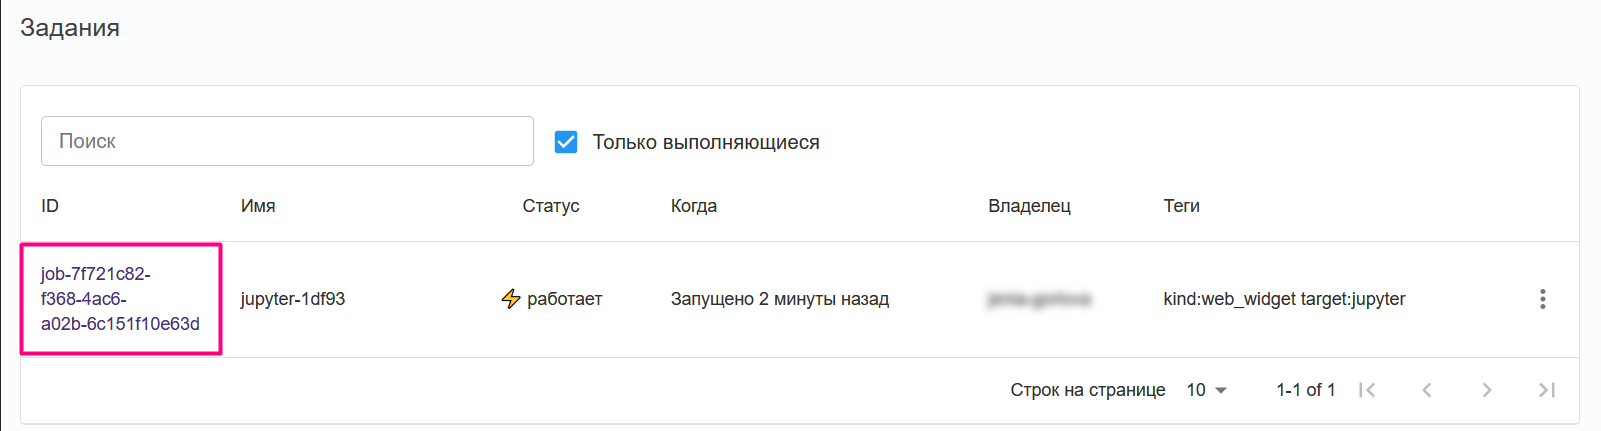 Задания
Поиск
Только выполняющиеся
ID Имя Статус Когда Владелец Теги
job-7f721c82-
f368-4ac6-
a02b-6c151f10e63d
jupyter-1df93
работает
Запущено 2 минуты назад
kind:web_widget target:jupyter
Строк на странице 10 1-1 of 1